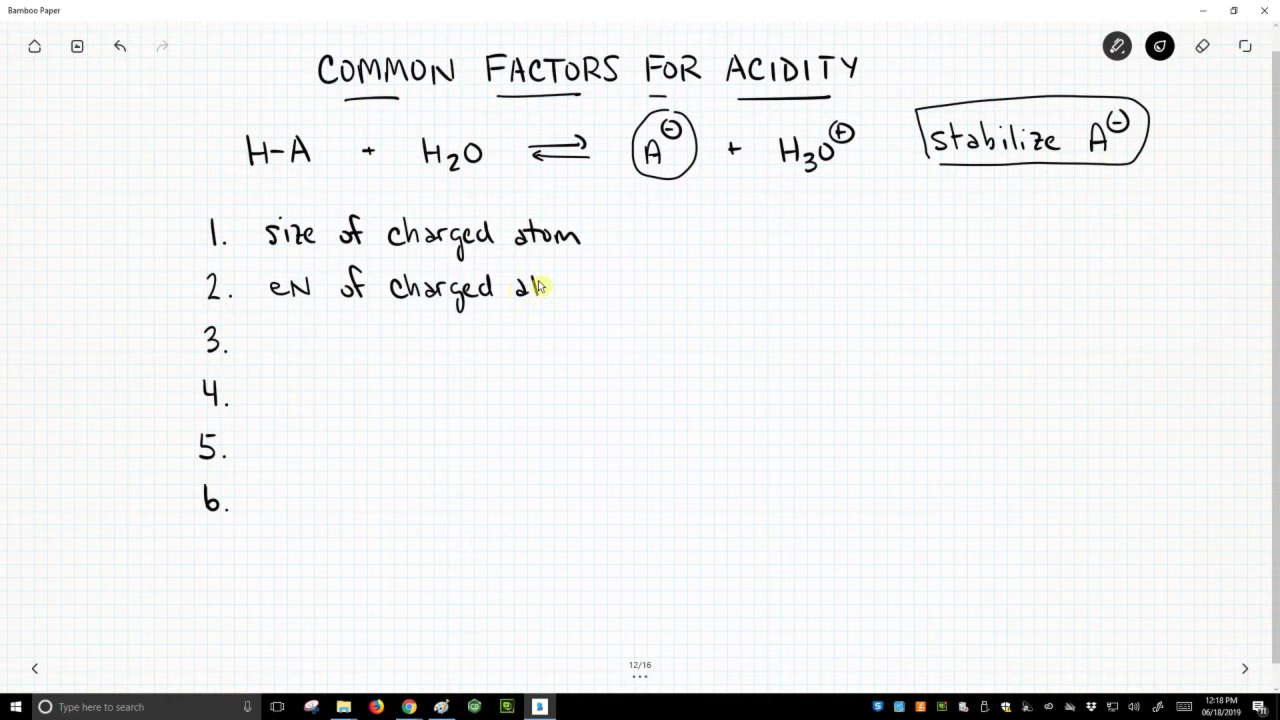 Bamboo Paper
COMMON FACTORS FOR ACIDITY
H-A + H₂O ⇌ A⊖ + H₃O⊕
stabilize A⊖
1. size of charged atom
2. eN of charged at
3.
4.
5.
6.
12/16
Type here to search
12:18 PM
06/18/2019